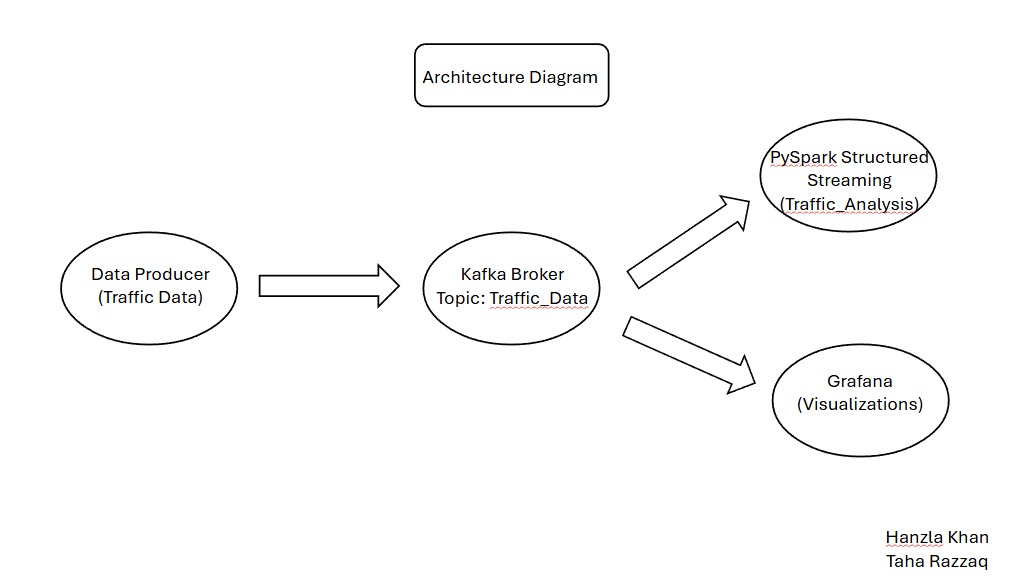 Architecture Diagram
PySpark Structured
Streaming
(Traffic_Analysis)
Data Producer
(Traffic Data)
Kafka Broker
Topic: Traffic_Data
Grafana
(Visualizations)
Hanzla Khan
Taha Razzaq